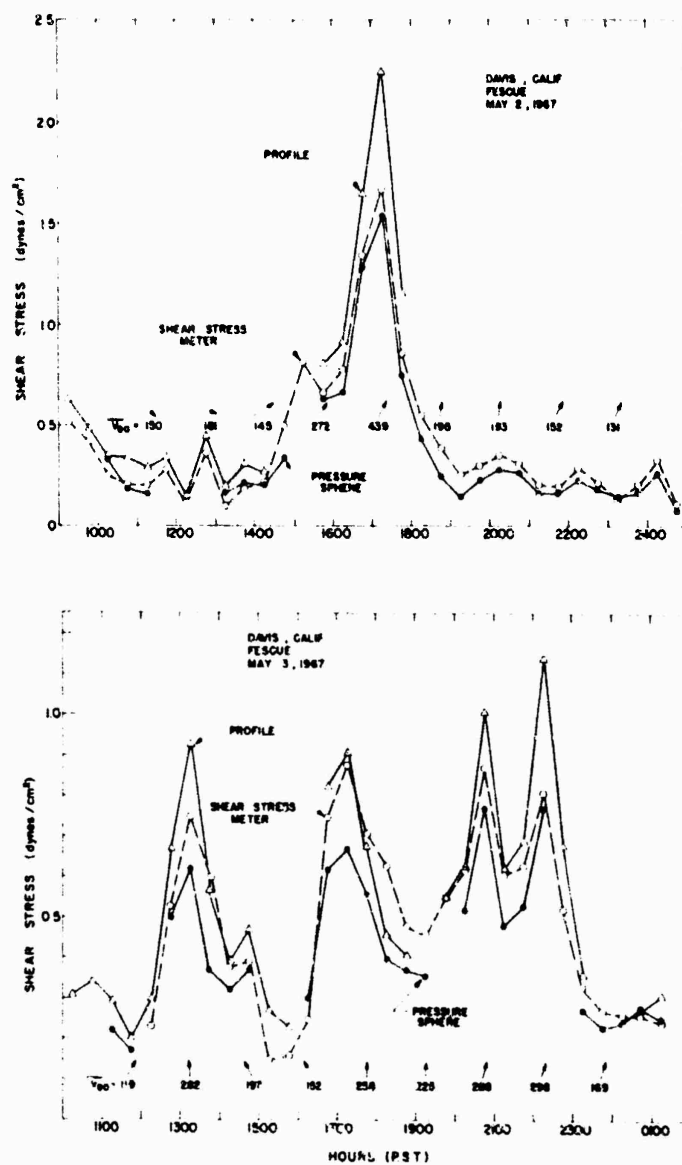 2.5
DAVIS, CALIF
FESCUE
MAY 2, 1967
2.0
PROFILE
1.5
SHEAR STRESS (dynes/cm²)
1.0
SHEAR STRESS
METER
0.5
150 181 145 272 439 196 193 152 131
PRESSURE
SPHERE
0
1000 1200 1400 1600 1800 2000 2200 2400
DAVIS, CALIF
FESCUE
MAY 3, 1967
PROFILE
1.0
SHEAR STRESS
METER
SHEAR STRESS (dynes/cm²)
0.5
PRESSURE
SPHERE
282 197 152 254 225 288 298 169
1100 1300 1500 1700 1900 2100 2300 0100
HOURS (P.S.T)